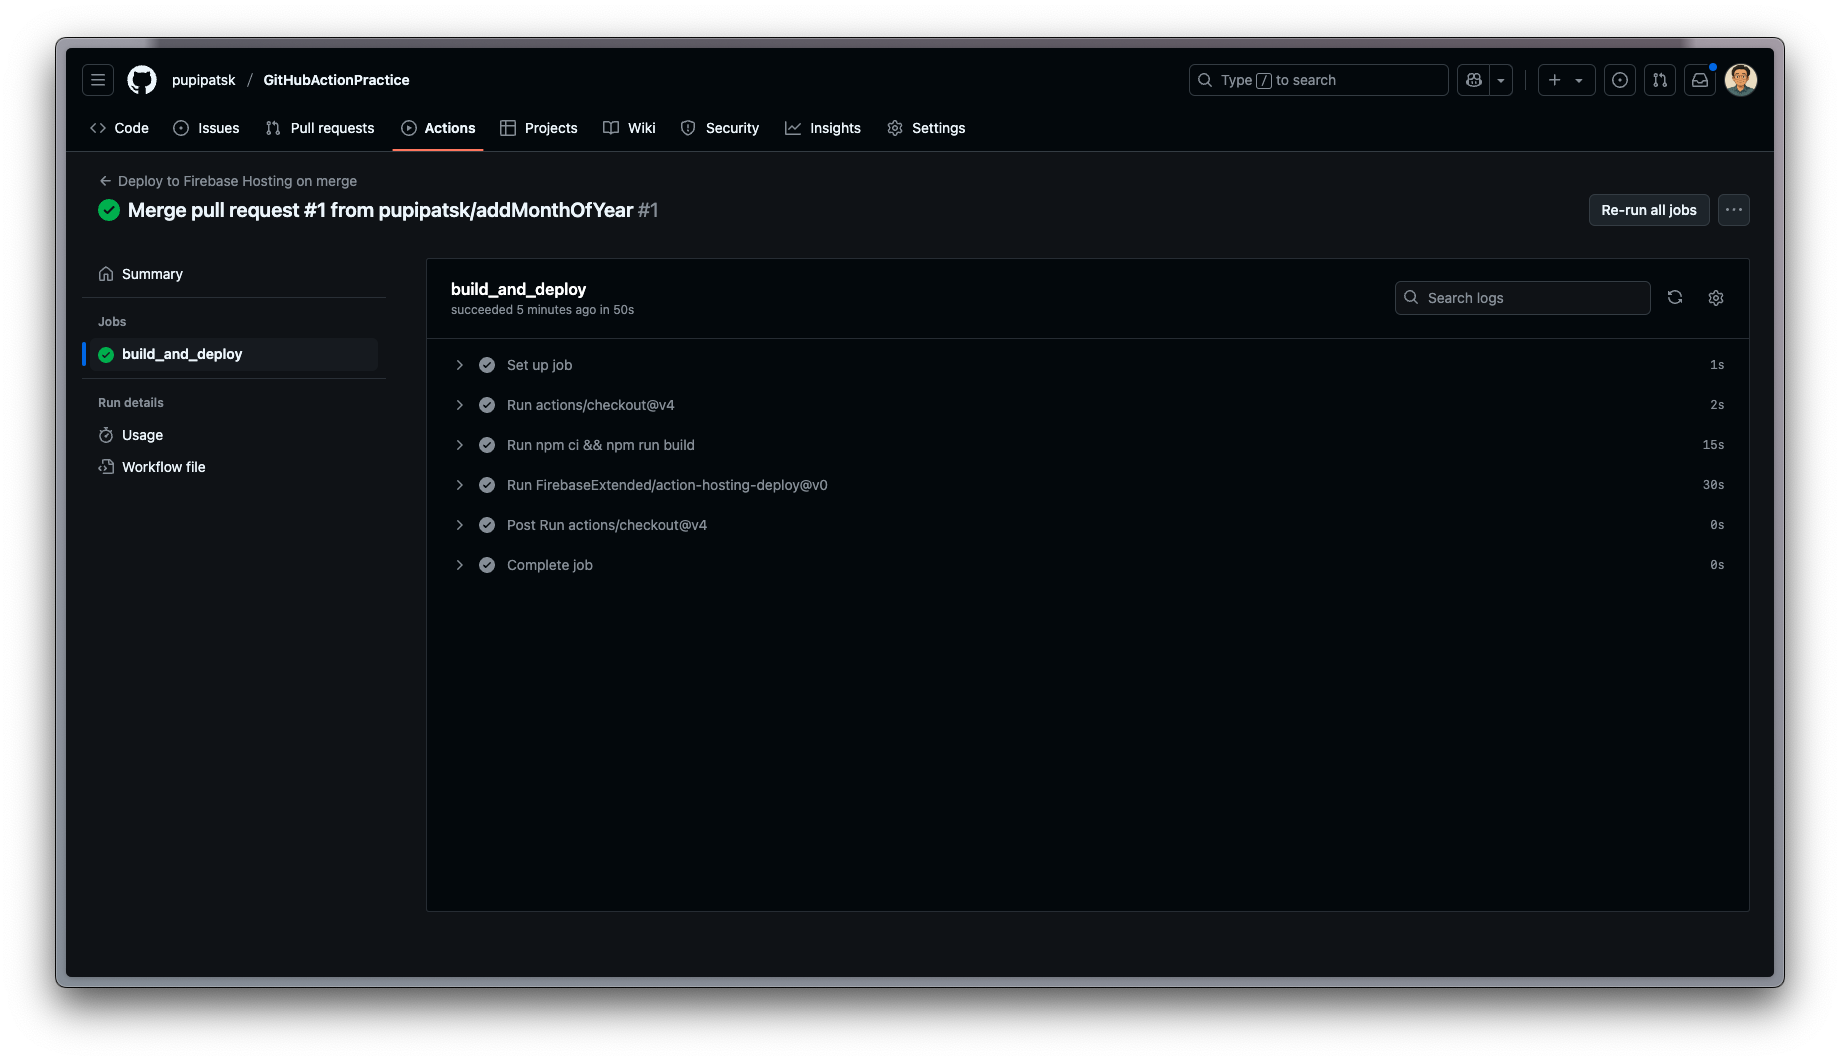 pupipatsk / GitHubActionPractice
Type / to search
Code Issues Pull requests Actions Projects Wiki Security Insights Settings
Deploy to Firebase Hosting on merge
Merge pull request #1 from pupipatsk/addMonthOfYear #1
Re-run all jobs
Summary
Jobs
build_and_deploy
Run details
Usage
Workflow file
build_and_deploy
succeeded 5 minutes ago in 50s
Search logs
Set up job 1s
Run actions/checkout@v4 2s
Run npm ci && npm run build 15s
Run FirebaseExtended/action-hosting-deploy@v0 30s
Post Run actions/checkout@v4 0s
Complete job 0s